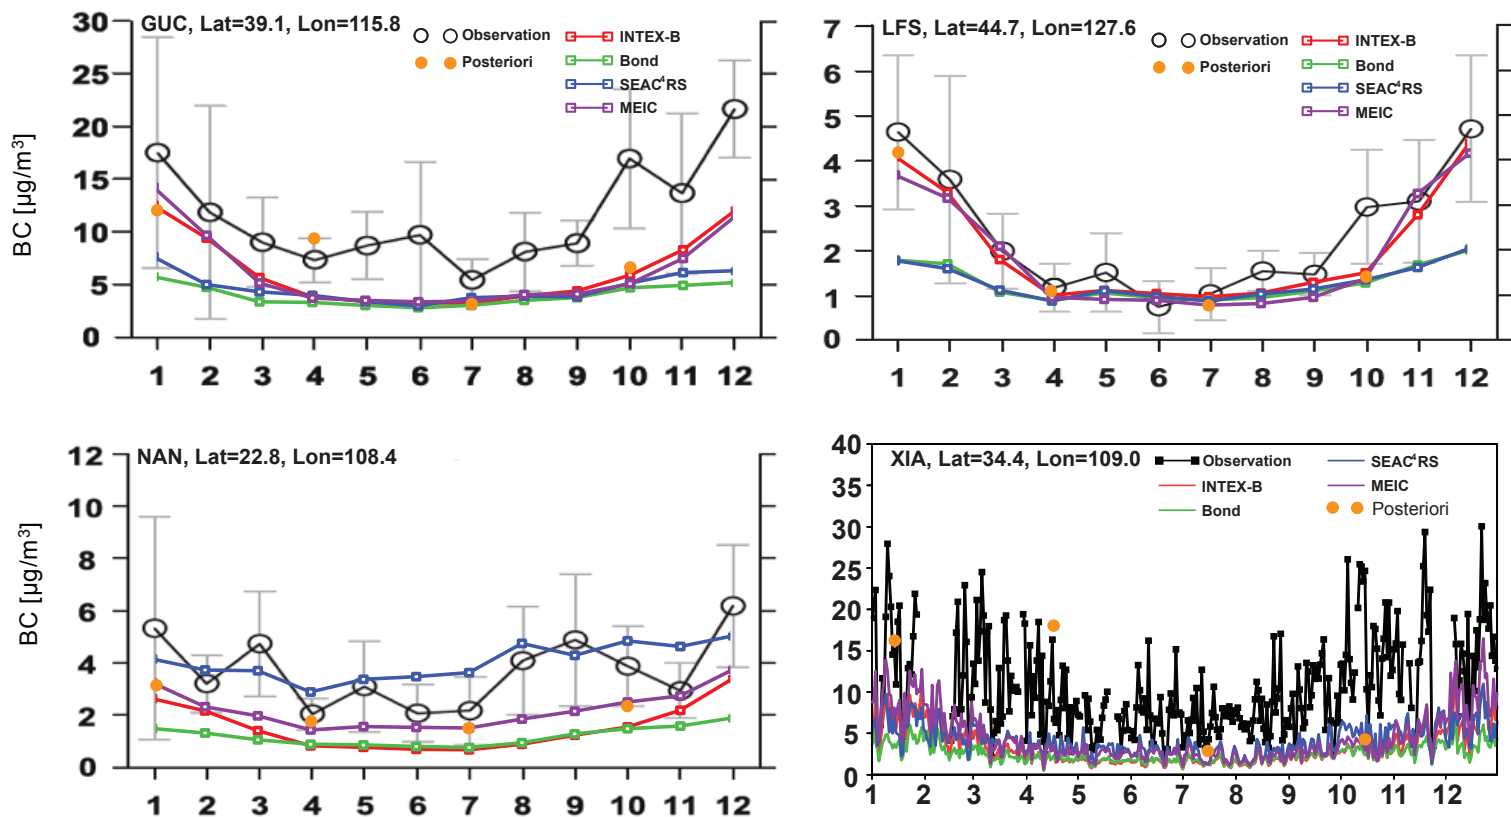 GUC, Lat=39.1, Lon=115.8
Observation
Posteriori
INTEX-B
Bond
SEAC⁴RS
MEIC
BC [µg/m³]
30
25
20
15
10
5
0
1 2 3 4 5 6 7 8 9 10 11 12
LFS, Lat=44.7, Lon=127.6
Observation
Posteriori
INTEX-B
Bond
SEAC⁴RS
MEIC
7
6
5
4
3
2
1
0
1 2 3 4 5 6 7 8 9 10 11 12
NAN, Lat=22.8, Lon=108.4
BC [µg/m³]
12
10
8
6
4
2
0
1 2 3 4 5 6 7 8 9 10 11 12
XIA, Lat=34.4, Lon=109.0
Observation
INTEX-B
Bond
SEAC⁴RS
MEIC
Posteriori
40
35
30
25
20
15
10
5
0
1 2 3 4 5 6 7 8 9 10 11 12